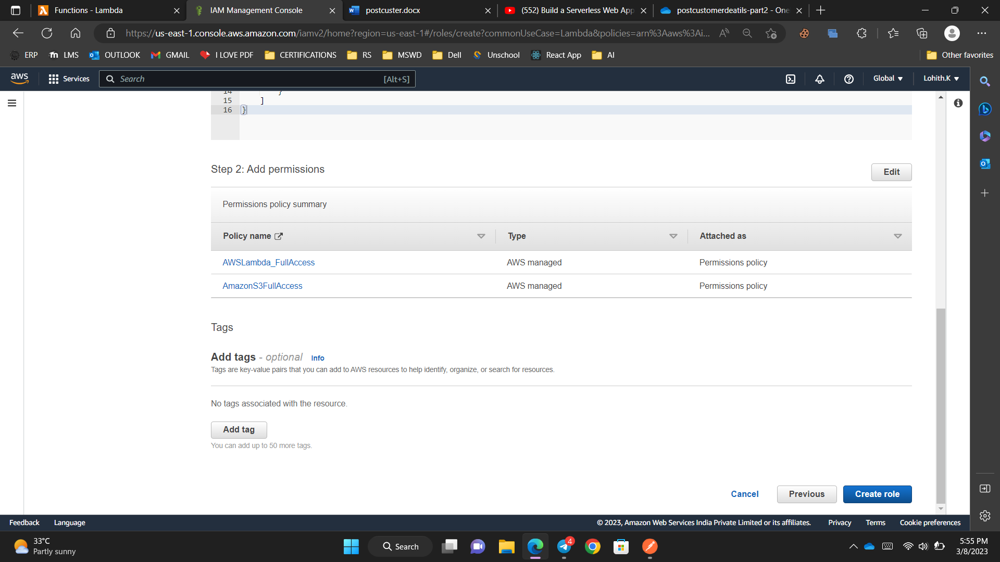 Functions - Lambda
IAM Management Console
postcuster.docx
(552) Build a Serverless Web App
postcustomerdeatils-part2 - One
https://us-east-1.console.aws.amazon.com/iamv2/home?region=us-east-1#/roles/create?commonUseCase=Lambda&policies=arn%3Aaws%3Ai...
ERP
LMS
OUTLOOK
GMAIL
I LOVE PDF
CERTIFICATIONS
RS
MSWD
Dell
Unschool
React App
AI
Other favorites
aws
Services
Search
[Alt+S]
Global
Lohith.K
14 }
15 ]
16 }
Step 2: Add permissions
Edit
Permissions policy summary
Policy name
Type
Attached as
AWSLambda_FullAccess
AWS managed
Permissions policy
AmazonS3FullAccess
AWS managed
Permissions policy
Tags
Add tags - optional Info
Tags are key-value pairs that you can add to AWS resources to help identify, organize, or search for resources.
No tags associated with the resource.
Add tag
You can add up to 50 more tags.
Cancel
Previous
Create role
Feedback
Language
© 2023, Amazon Web Services India Private Limited or its affiliates.
Privacy
Terms
Cookie preferences
33°C
Partly sunny
Search
4
5:55 PM
3/8/2023